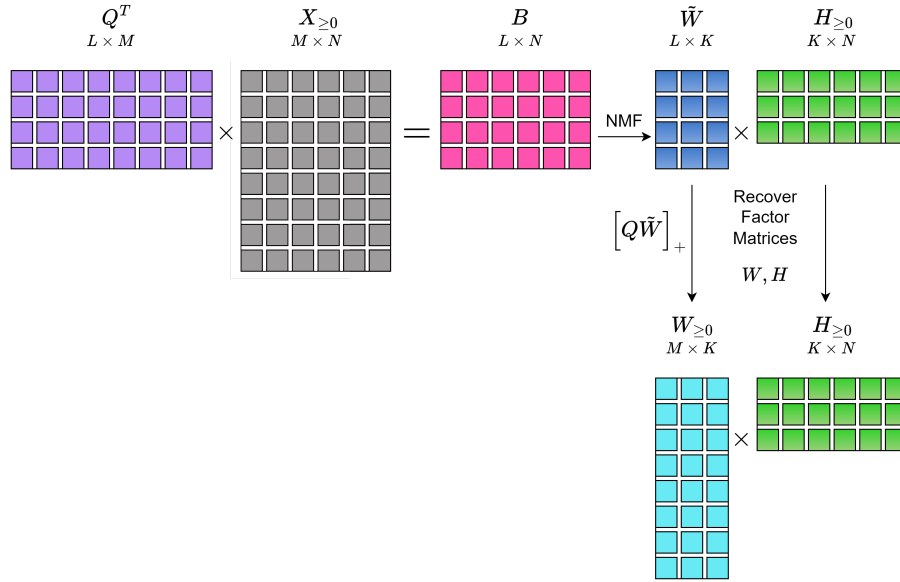 Q^T X_{≥0} B W̃ H_{≥0}
L × M M × N L × N L × K K × N
× = NMF ×
[QW̃]_+ Recover
Factor
Matrices
W, H
W_{≥0} H_{≥0}
M × K K × N
×